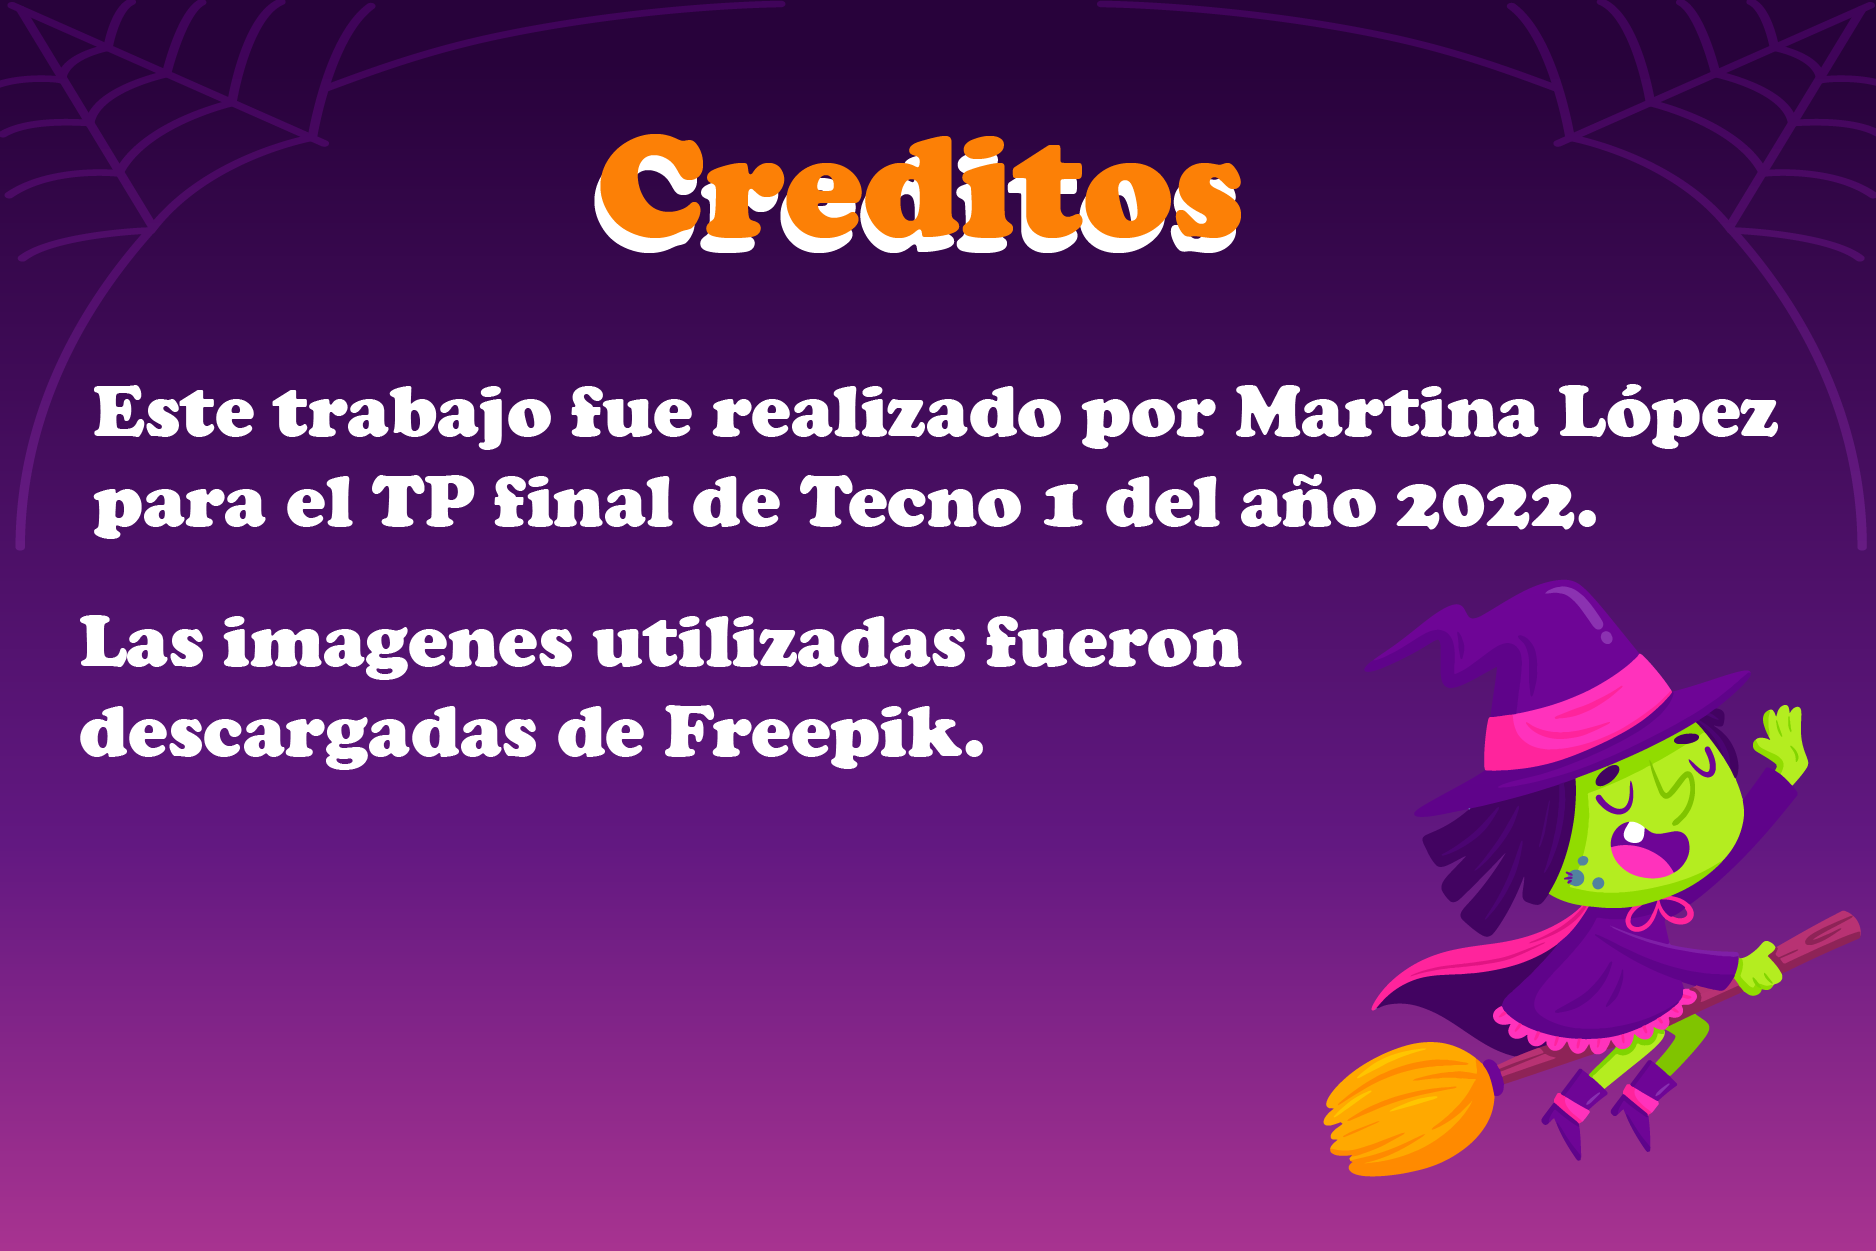 Creditos
Este trabajo fue realizado por Martina López
para el TP final de Tecno 1 del año 2022.
Las imagenes utilizadas fueron
descargadas de Freepik.